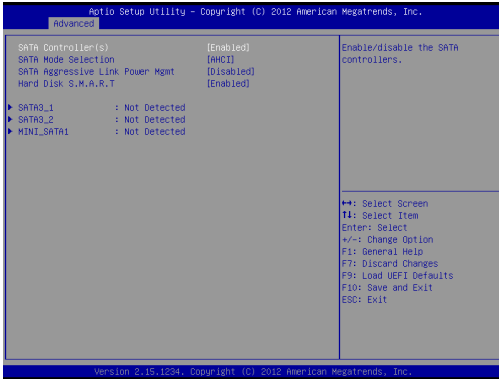 Aptio Setup Utility – Copyright (C) 2012 American Megatrends, Inc.
Advanced
SATA Controller(s) [Enabled]
SATA Mode Selection [AHCI]
SATA Aggressive Link Power Mgmt [Disabled]
Hard Disk S.M.A.R.T [Enabled]
SATA3_1 : Not Detected
SATA3_2 : Not Detected
MINI_SATA1 : Not Detected
Enable/disable the SATA
controllers.
↔: Select Screen
↑↓: Select Item
Enter: Select
+/-: Change Option
F1: General Help
F7: Discard Changes
F9: Load UEFI Defaults
F10: Save and Exit
ESC: Exit
Version 2.15.1234. Copyright (C) 2012 American Megatrends, Inc.